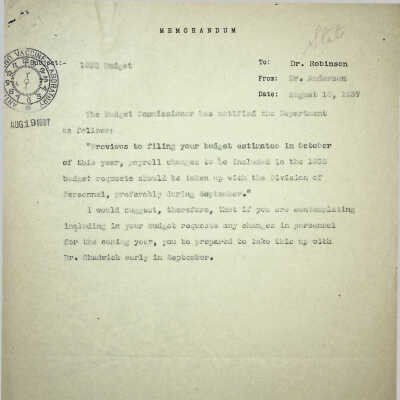 MEMORANDUM
State
Subject:- 1938 Budget
To: Dr. Robinson
From: Dr. Anderson
Date: August 18, 1937
VACCINE LABORATORY
AUG 19 1937
The Budget Commissioner has notified the Department
as follows:
"Previous to filing your budget estimates in October
of this year, payroll changes to be included in the 1938
budget requests should be taken up with the Division of
Personnel, preferably during September."
I would suggest, therefore, that if you are contemplating
including in your budget requests any changes in personnel
for the coming year, you be prepared to take this up with
Dr. Chadwick early in September.